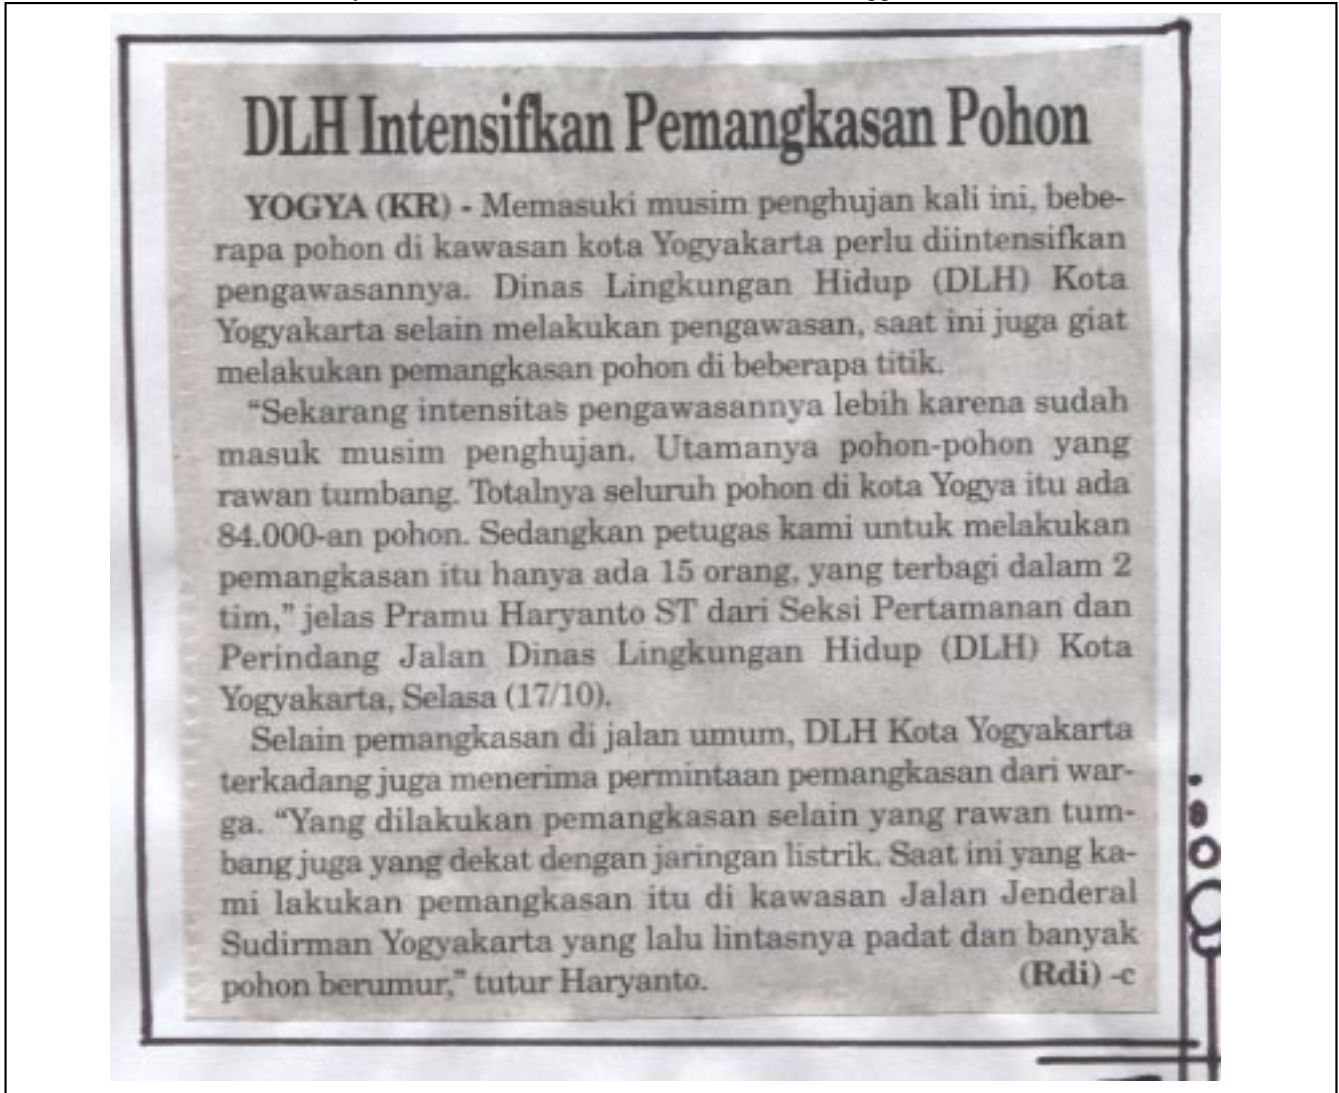 DLH Intensifkan Pemangkasan Pohon
YOGYA (KR) - Memasuki musim penghujan kali ini, bebe-
rapa pohon di kawasan kota Yogyakarta perlu diintensifkan
pengawasannya. Dinas Lingkungan Hidup (DLH) Kota
Yogyakarta selain melakukan pengawasan, saat ini juga giat
melakukan pemangkasan pohon di beberapa titik.
“Sekarang intensitas pengawasannya lebih karena sudah
masuk musim penghujan. Utamanya pohon-pohon yang
rawan tumbang. Totalnya seluruh pohon di kota Yogya itu ada
84.000-an pohon. Sedangkan petugas kami untuk melakukan
pemangkasan itu hanya ada 15 orang, yang terbagi dalam 2
tim,” jelas Pramu Haryanto ST dari Seksi Pertamanan dan
Perindang Jalan Dinas Lingkungan Hidup (DLH) Kota
Yogyakarta, Selasa (17/10).
Selain pemangkasan di jalan umum, DLH Kota Yogyakarta
terkadang juga menerima permintaan pemangkasan dari war-
ga. “Yang dilakukan pemangkasan selain yang rawan tum-
bang juga yang dekat dengan jaringan listrik. Saat ini yang ka-
mi lakukan pemangkasan itu di kawasan Jalan Jenderal
Sudirman Yogyakarta yang lalu lintasnya padat dan banyak
pohon berumur,” tutur Haryanto. (Rdi) -c